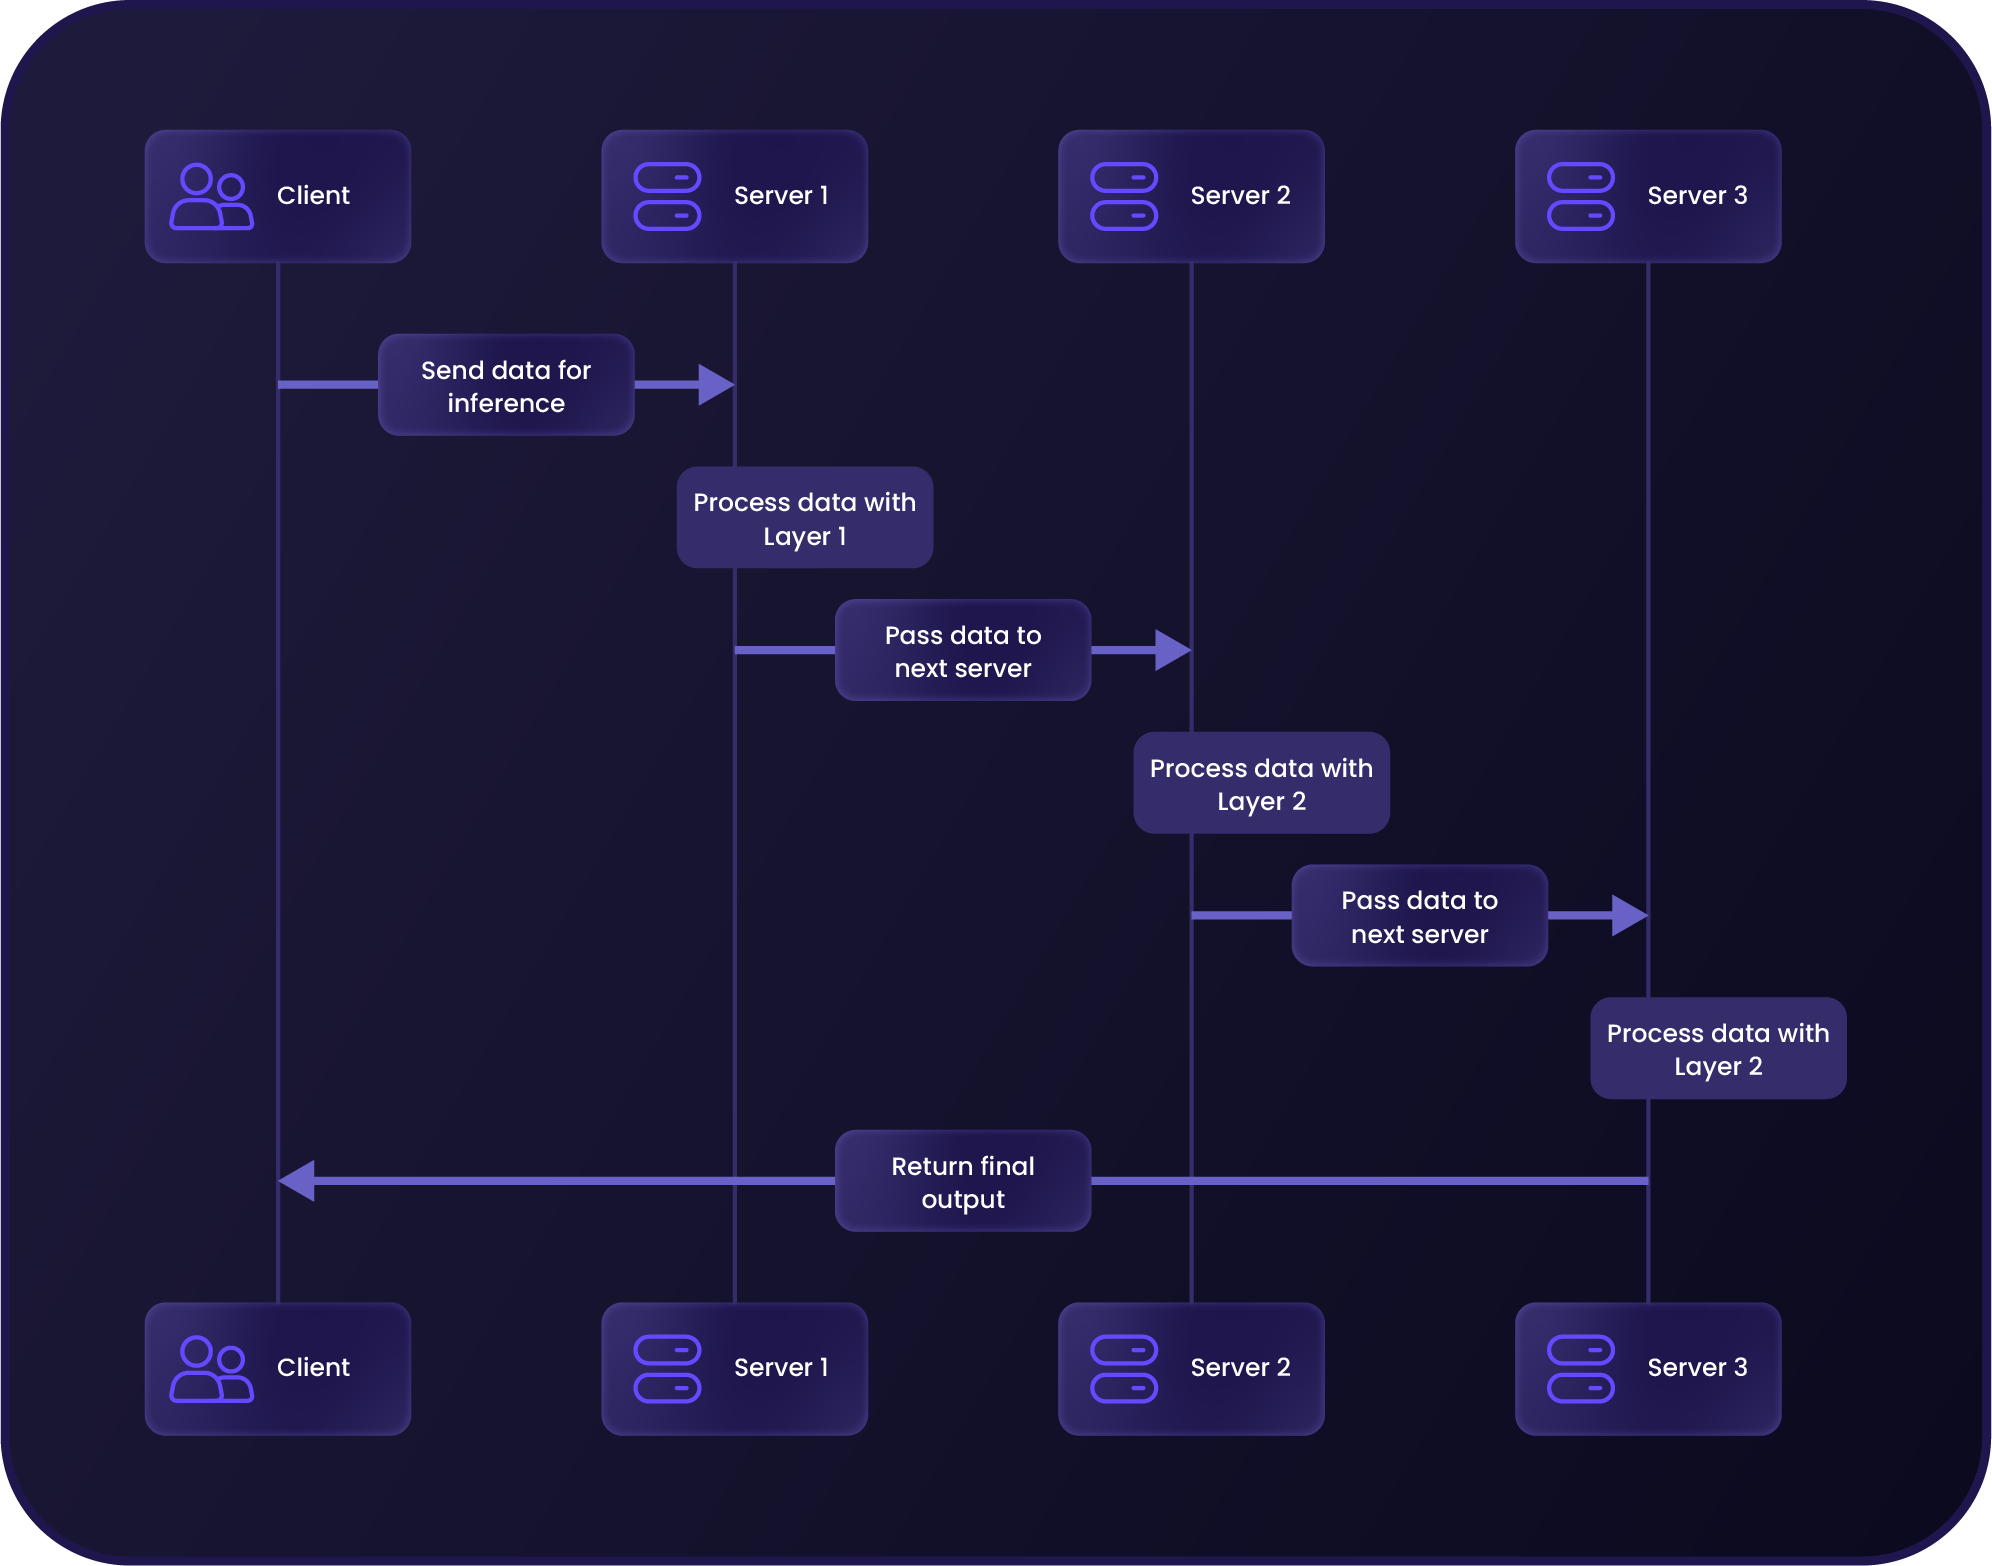 Client
Server 1
Server 2
Server 3
Send data for
inference
Process data with
Layer 1
Pass data to
next server
Process data with
Layer 2
Pass data to
next server
Process data with
Layer 2
Return final
output
Client
Server 1
Server 2
Server 3